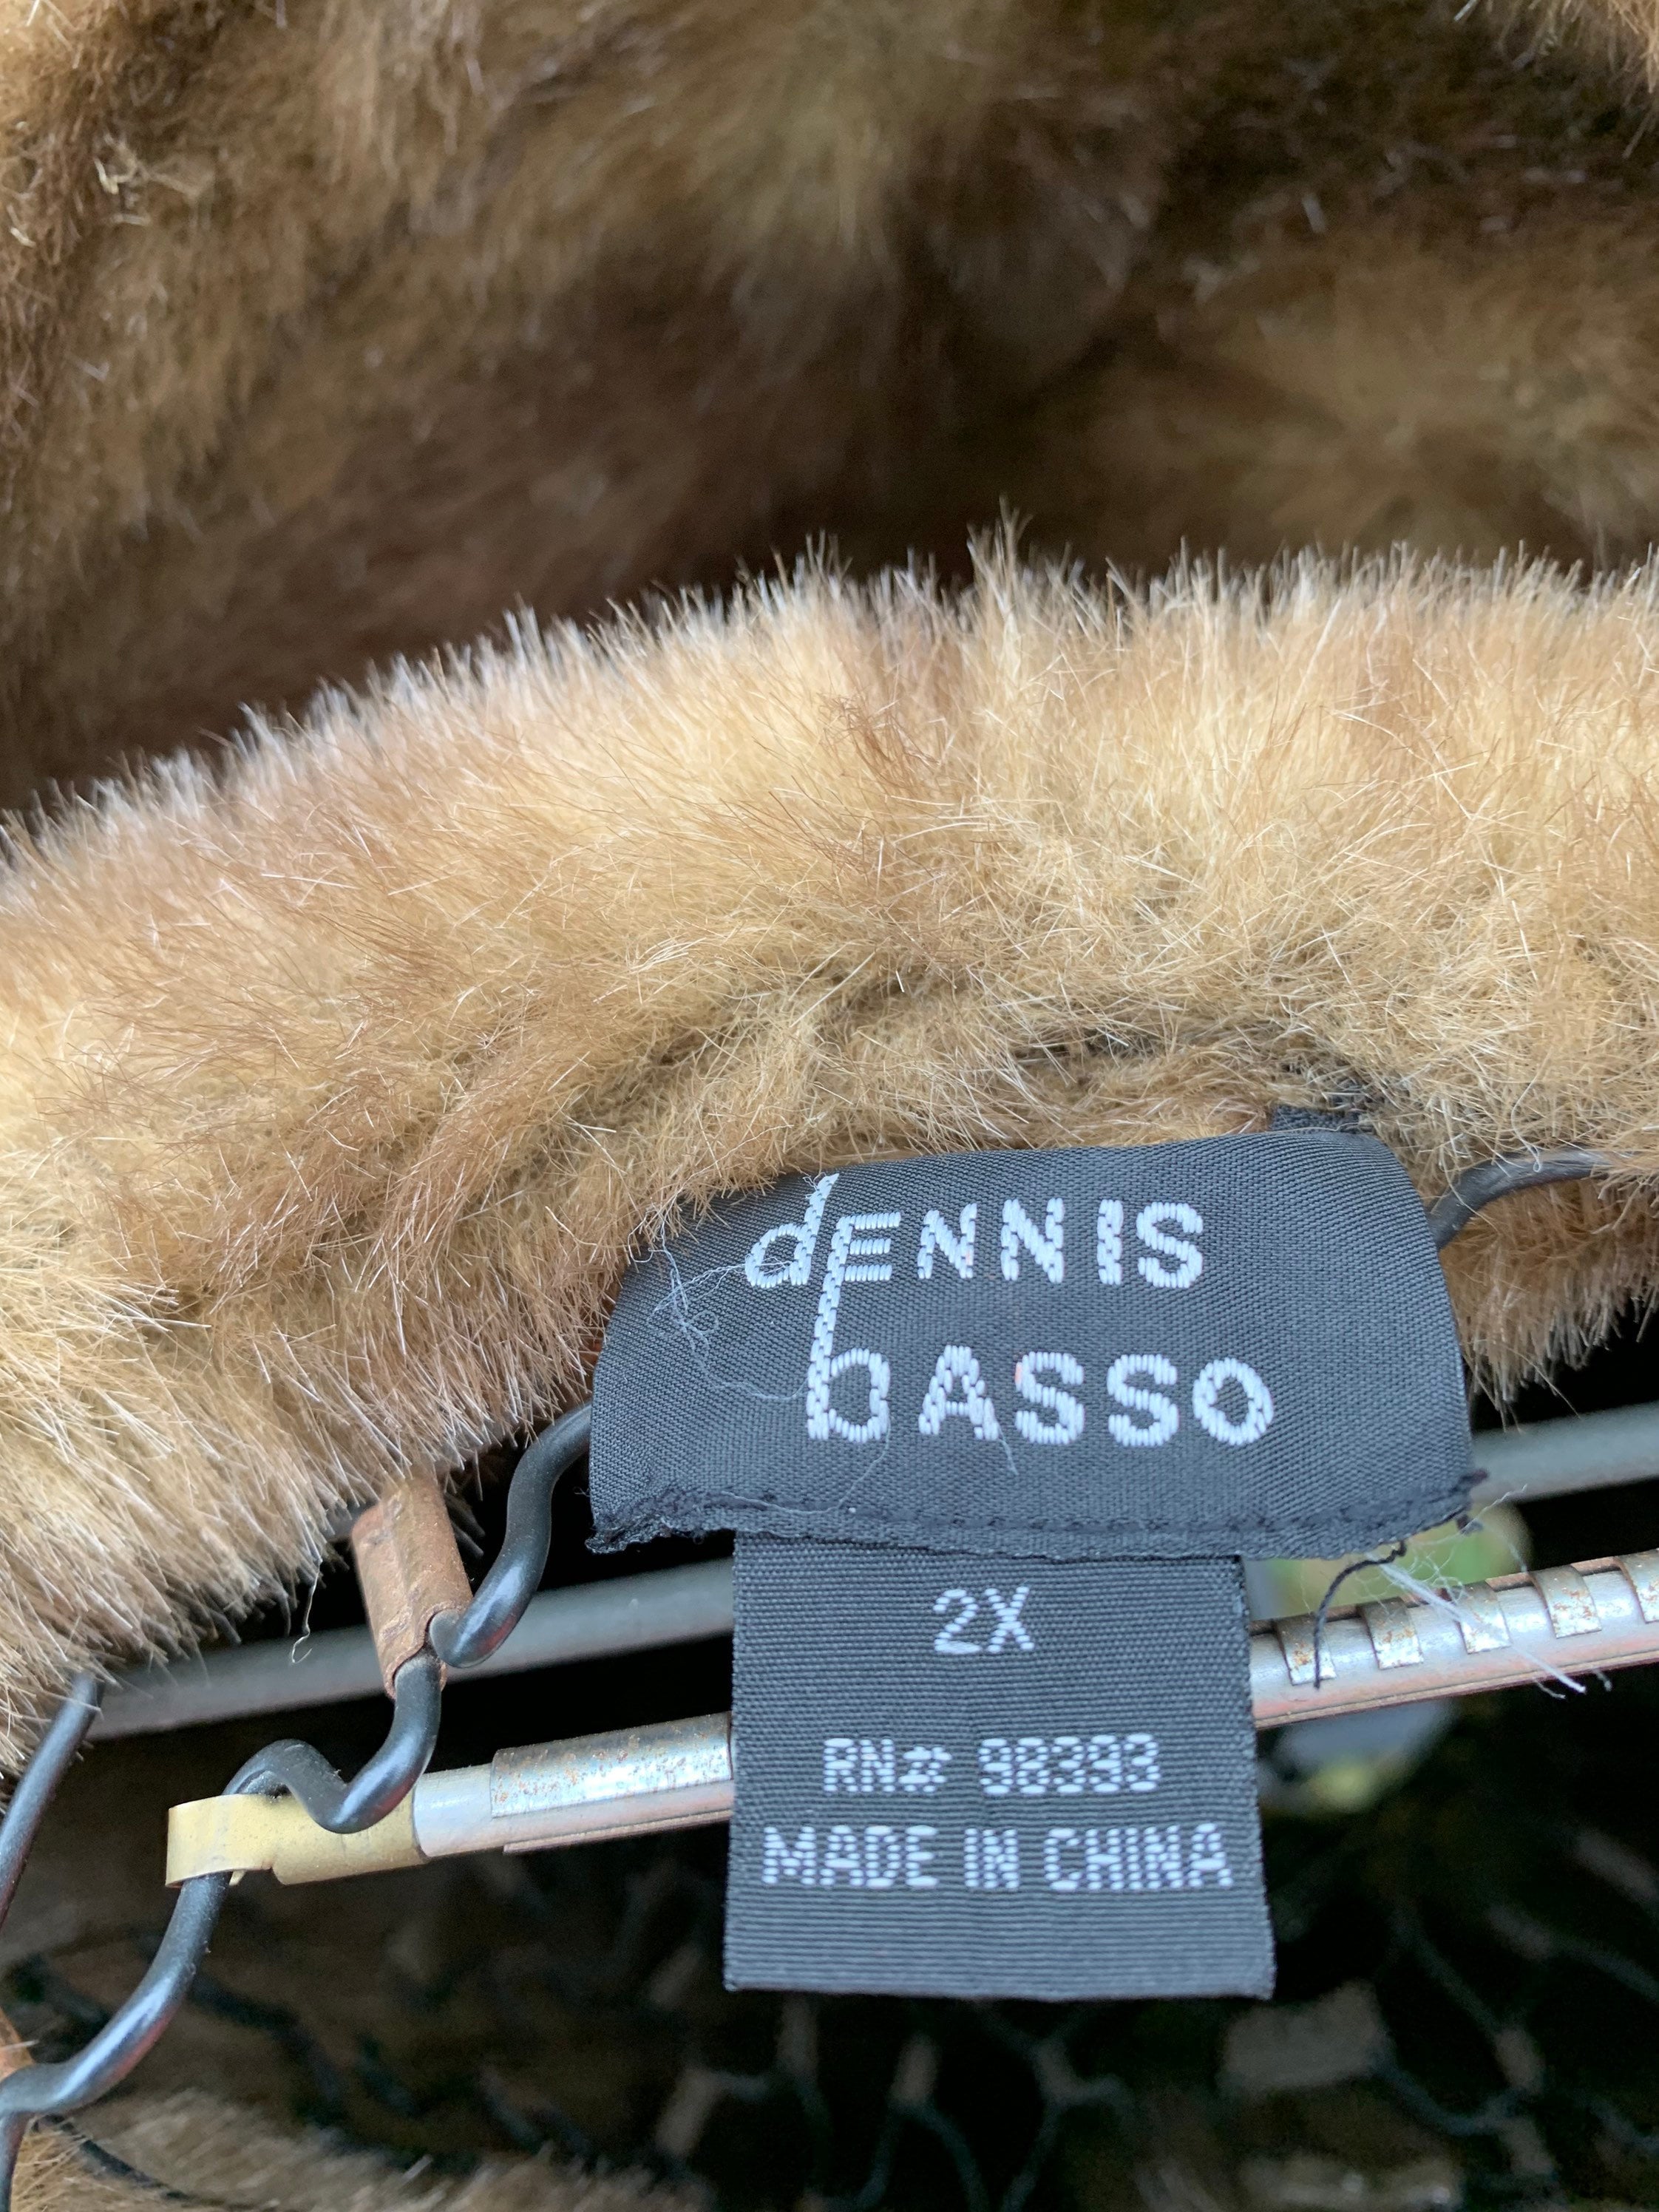 dENNIS
bASSO
2X
RN# 98393
MADE IN CHINA